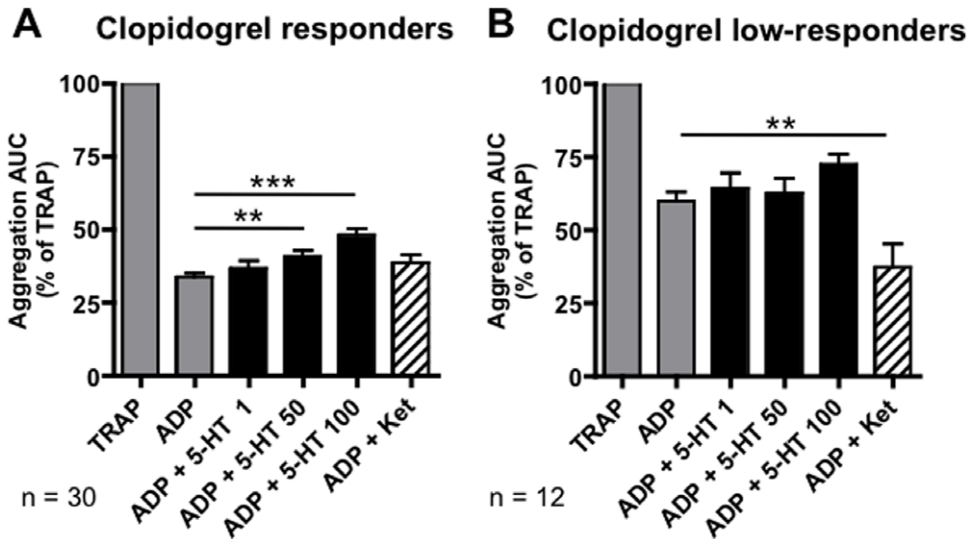 A Clopidogrel responders
Aggregation AUC
(% of TRAP)
100
75
50
25
0
***
**
TRAP
ADP
ADP + 5-HT 1
ADP + 5-HT 50
ADP + 5-HT 100
ADP + Ket
n = 30
B Clopidogrel low-responders
Aggregation AUC
(% of TRAP)
100
75
50
25
0
**
TRAP
ADP
ADP + 5-HT 1
ADP + 5-HT 50
ADP + 5-HT 100
ADP + Ket
n = 12